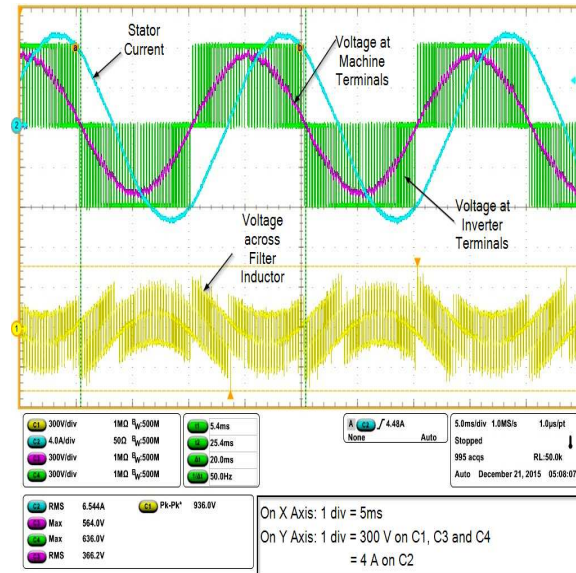 Stator
Current
Voltage at
Machine
Terminals
a
b
2
Voltage
across
Filter
Inductor
Voltage at
Inverter
Terminals
1
C1 300V/div 1MΩ BW:500M
C2 4.0A/div 50Ω BW:500M
C3 300V/div 1MΩ BW:500M
C4 300V/div 1MΩ BW:500M
5.4ms
25.4ms
20.0ms
50.0Hz
A C2 4.48A
None Auto
5.0ms/div 1.0MS/s 1.0µs/pt
Stopped
995 acqs RL:50.0k
Auto December 21, 2015 05:08:07
C2 RMS 6.544A C1 Pk-Pk* 936.0V
C3 Max 564.0V
C4 Max 636.0V
C3 RMS 366.2V
On X Axis: 1 div = 5ms
On Y Axis: 1 div = 300 V on C1, C3 and C4
= 4 A on C2